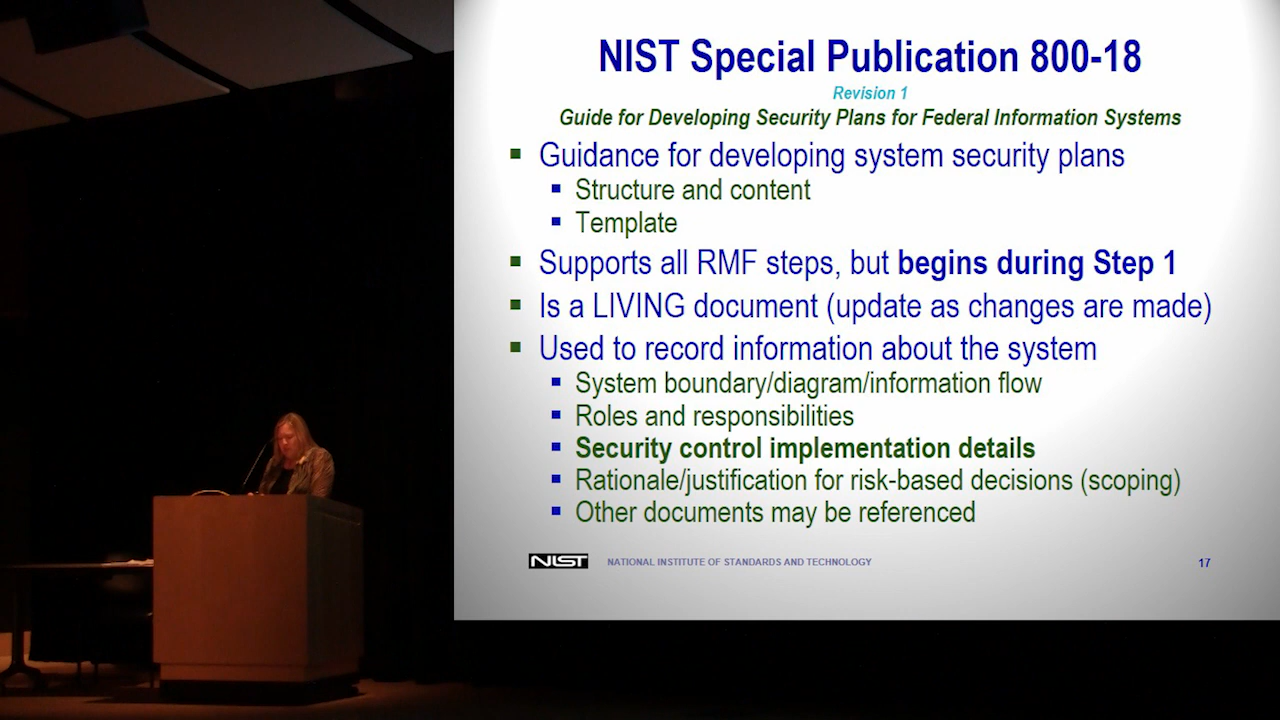 NIST Special Publication 800-18
Revision 1
Guide for Developing Security Plans for Federal Information Systems
Guidance for developing system security plans
Structure and content
Template
Supports all RMF steps, but begins during Step 1
Is a LIVING document (update as changes are made)
Used to record information about the system
System boundary/diagram/information flow
Roles and responsibilities
Security control implementation details
Rationale/justification for risk-based decisions (scoping)
Other documents may be referenced
NIST NATIONAL INSTITUTE OF STANDARDS AND TECHNOLOGY 17